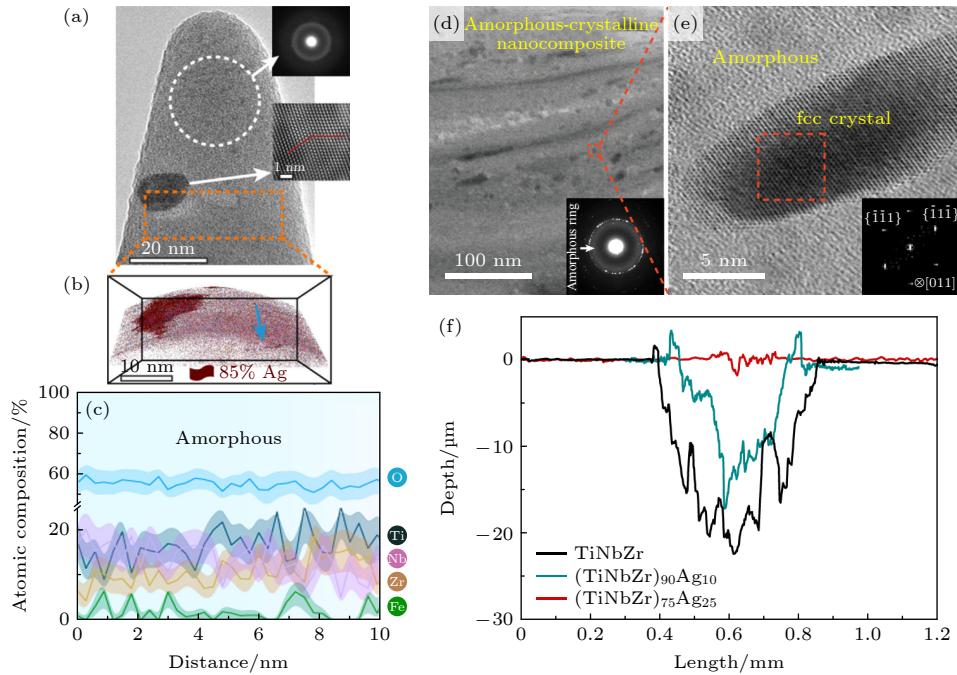 (a)
1 nm
20 nm
(b)
10 nm
85% Ag
(c)
Amorphous
100
80
60
20
10
0
Atomic composition/%
O
Ti
Nb
Zr
Fe
0
2
4
6
8
10
Distance/nm
(d)
Amorphous-crystalline
nanocomposite
100 nm
Amorphous ring
(e)
Amorphous
fcc crystal
5 nm
{1̄1̄1}
{1̄11̄}
⊗[011]
(f)
0
−10
−20
−30
Depth/μm
TiNbZr
(TiNbZr)₉₀Ag₁₀
(TiNbZr)₇₅Ag₂₅
0
0.2
0.4
0.6
0.8
1.0
1.2
Length/mm